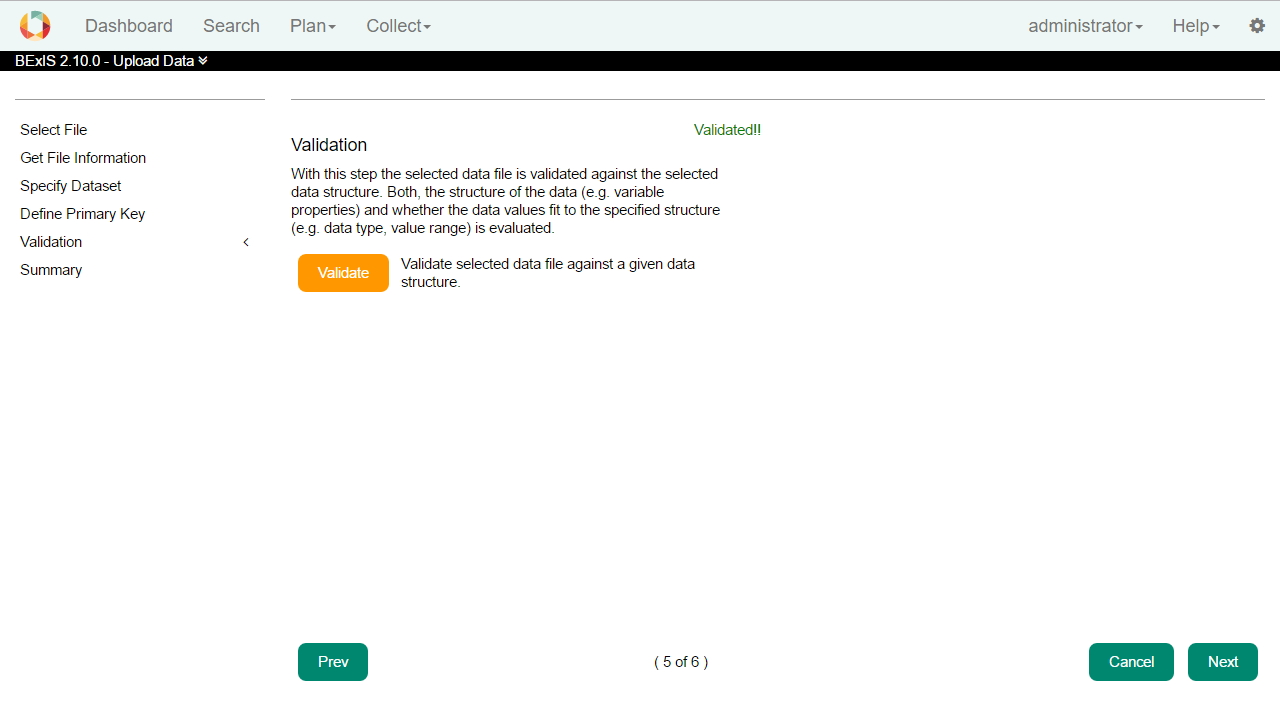 Dashboard Search Plan Collect administrator Help
BExIS 2.10.0 - Upload Data
Select File
Get File Information
Specify Dataset
Define Primary Key
Validation
Summary
Validated!!
Validation
With this step the selected data file is validated against the selected
data structure. Both, the structure of the data (e.g. variable
properties) and whether the data values fit to the specified structure
(e.g. data type, value range) is evaluated.
Validate
Validate selected data file against a given data
structure.
Prev ( 5 of 6 ) Cancel Next